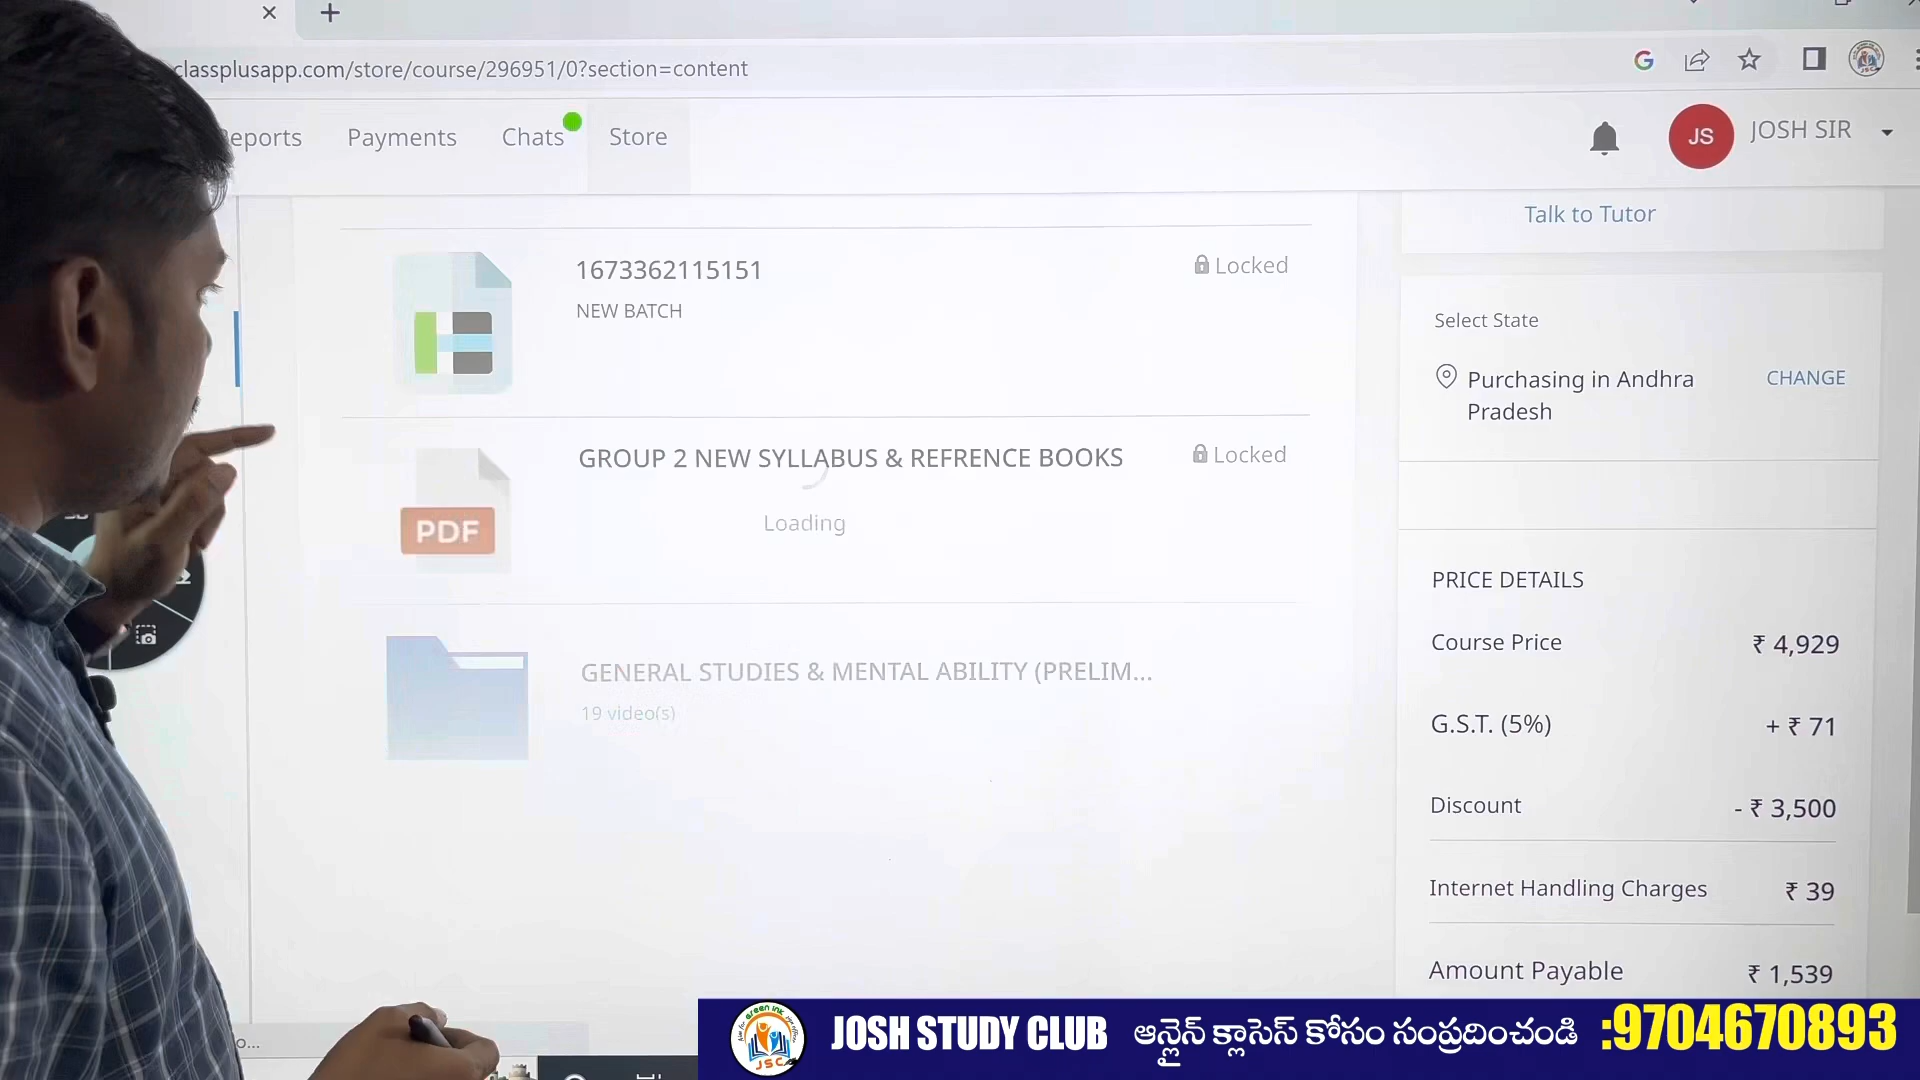 classplusapp.com/store/course/296951/0?section=content
Reports
Payments
Chats
Store
JS
JOSH SIR
Talk to Tutor
1673362115151
NEW BATCH
Locked
Select State
Purchasing in Andhra
Pradesh
CHANGE
GROUP 2 NEW SYLLABUS & REFRENCE BOOKS
Locked
PDF
Loading
GENERAL STUDIES & MENTAL ABILITY (PRELIM...
19 video(s)
PRICE DETAILS
Course Price
₹ 4,929
G.S.T. (5%)
+ ₹ 71
Discount
- ₹ 3,500
Internet Handling Charges
₹ 39
Amount Payable
₹ 1,539
JSC
JOSH STUDY CLUB ఆన్లైన్ క్లాసెస్ కోసం సంప్రదించండి :9704670893